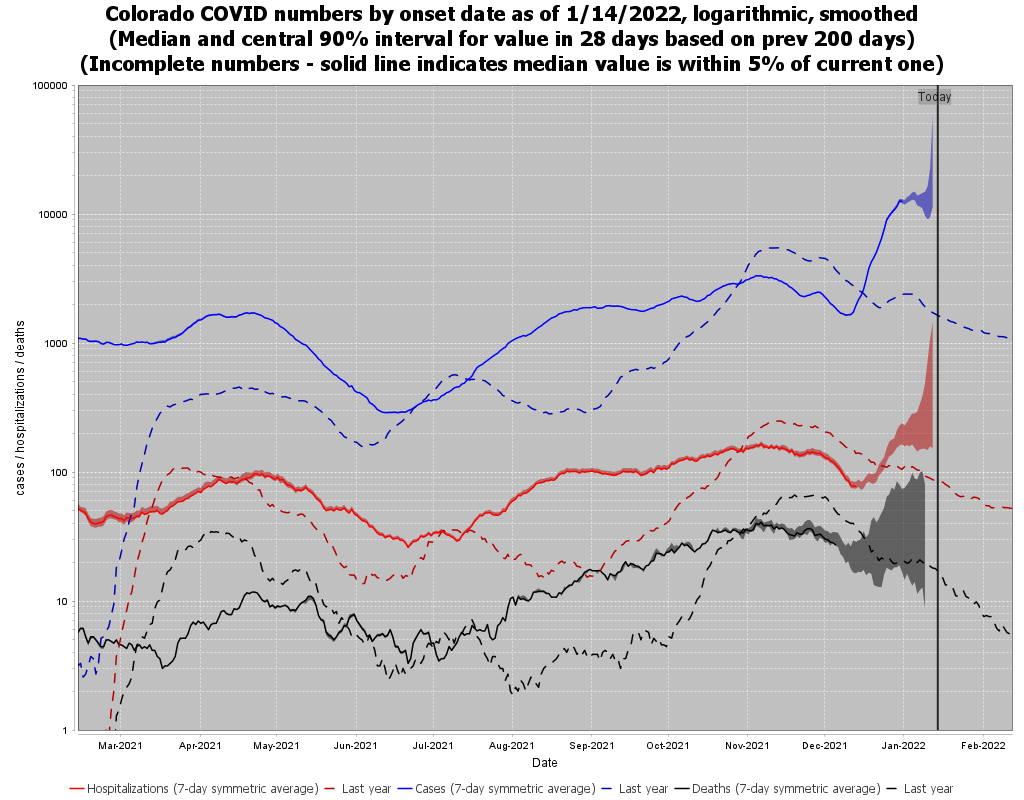 Colorado COVID numbers by onset date as of 1/14/2022, logarithmic, smoothed
(Median and central 90% interval for value in 28 days based on prev 200 days)
(Incomplete numbers - solid line indicates median value is within 5% of current one)
Today
100000
10000
1000
100
10
1
cases / hospitalizations / deaths
Mar-2021 Apr-2021 May-2021 Jun-2021 Jul-2021 Aug-2021 Sep-2021 Oct-2021 Nov-2021 Dec-2021 Jan-2022 Feb-2022
Date
Hospitalizations (7-day symmetric average) Last year Cases (7-day symmetric average) Last year Deaths (7-day symmetric average) Last year